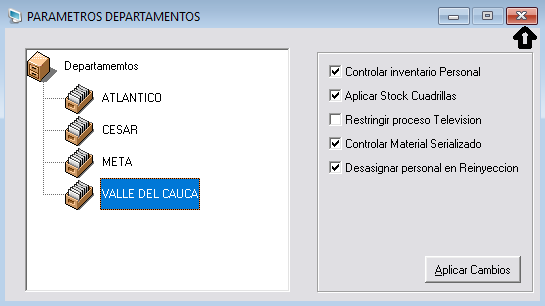 PARAMETROS DEPARTAMENTOS
Departamentos
ATLANTICO
CESAR
META
VALLE DEL CAUCA
Controlar inventario Personal
Aplicar Stock Cuadrillas
Restringir proceso Television
Controlar Material Serializado
Desasignar personal en Reinyeccion
Aplicar Cambios